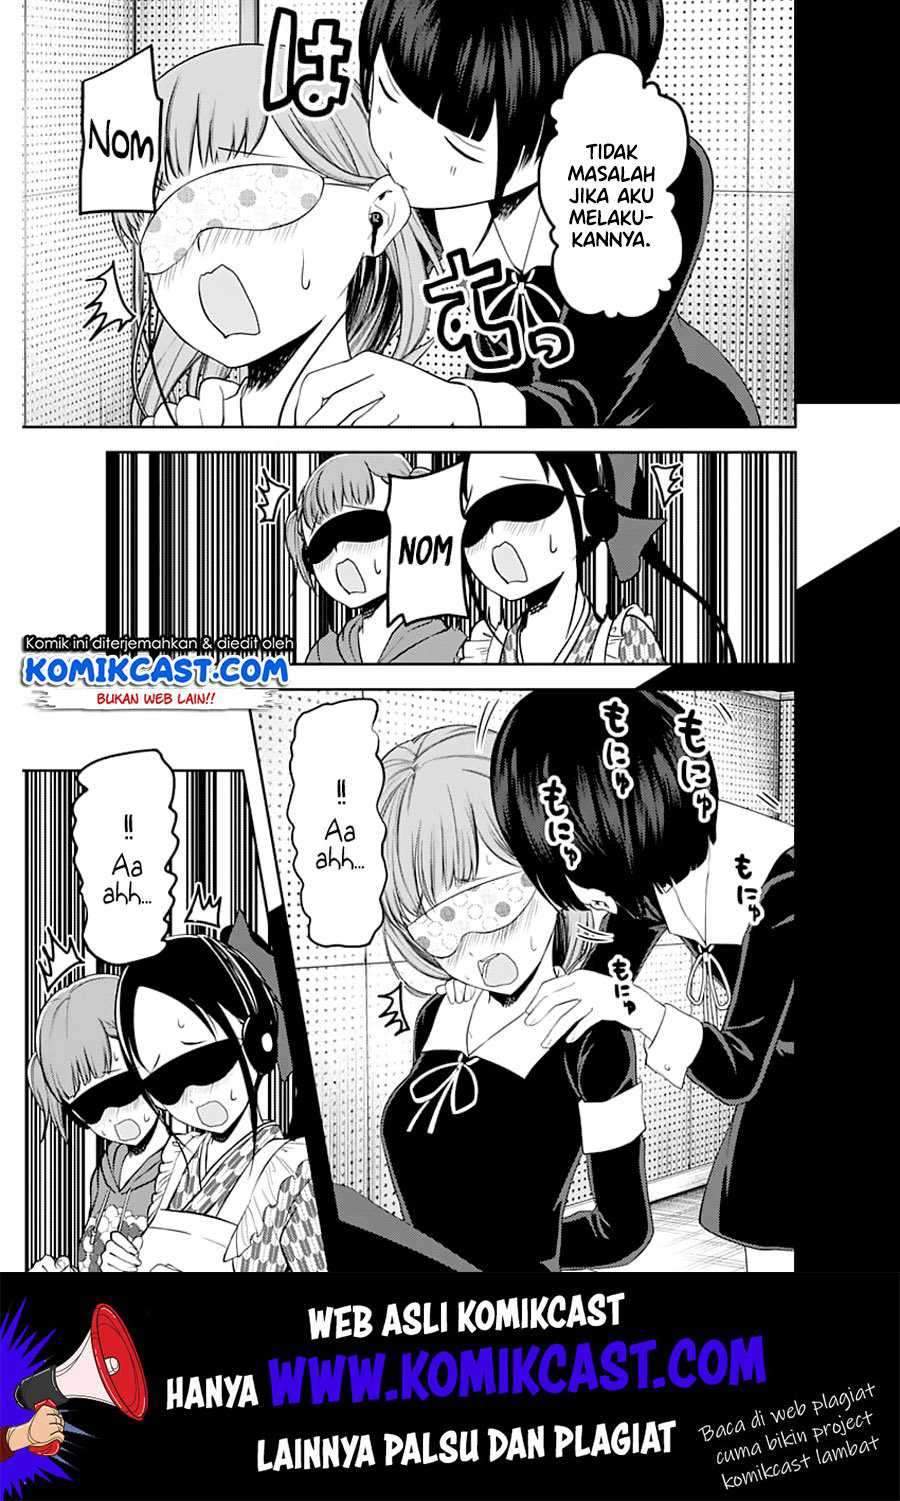 は
むっ
NOM
TIDAK
MASALAH
JIKA AKU
MELAKU-
KANNYA.
NOM
Komik ini diterjemahkan & diedit oleh
KOMIKCAST.COM
BUKAN WEB LAIN!!
もにゅ
もにゅ
もにゅ
もにゅ
もにゅ
!!
Aa
ahh...
!!
Aa
ahh...
WEB ASLI KOMIKCAST
HANYA WWW.KOMIKCAST.COM
LAINNYA PALSU DAN PLAGIAT
Baca di web plagiat
cuma bikin project
komikcast lambat